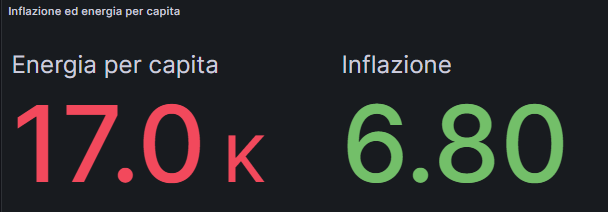 Inflazione ed energia per capita
Energia per capita Inflazione
17.0 K 6.80